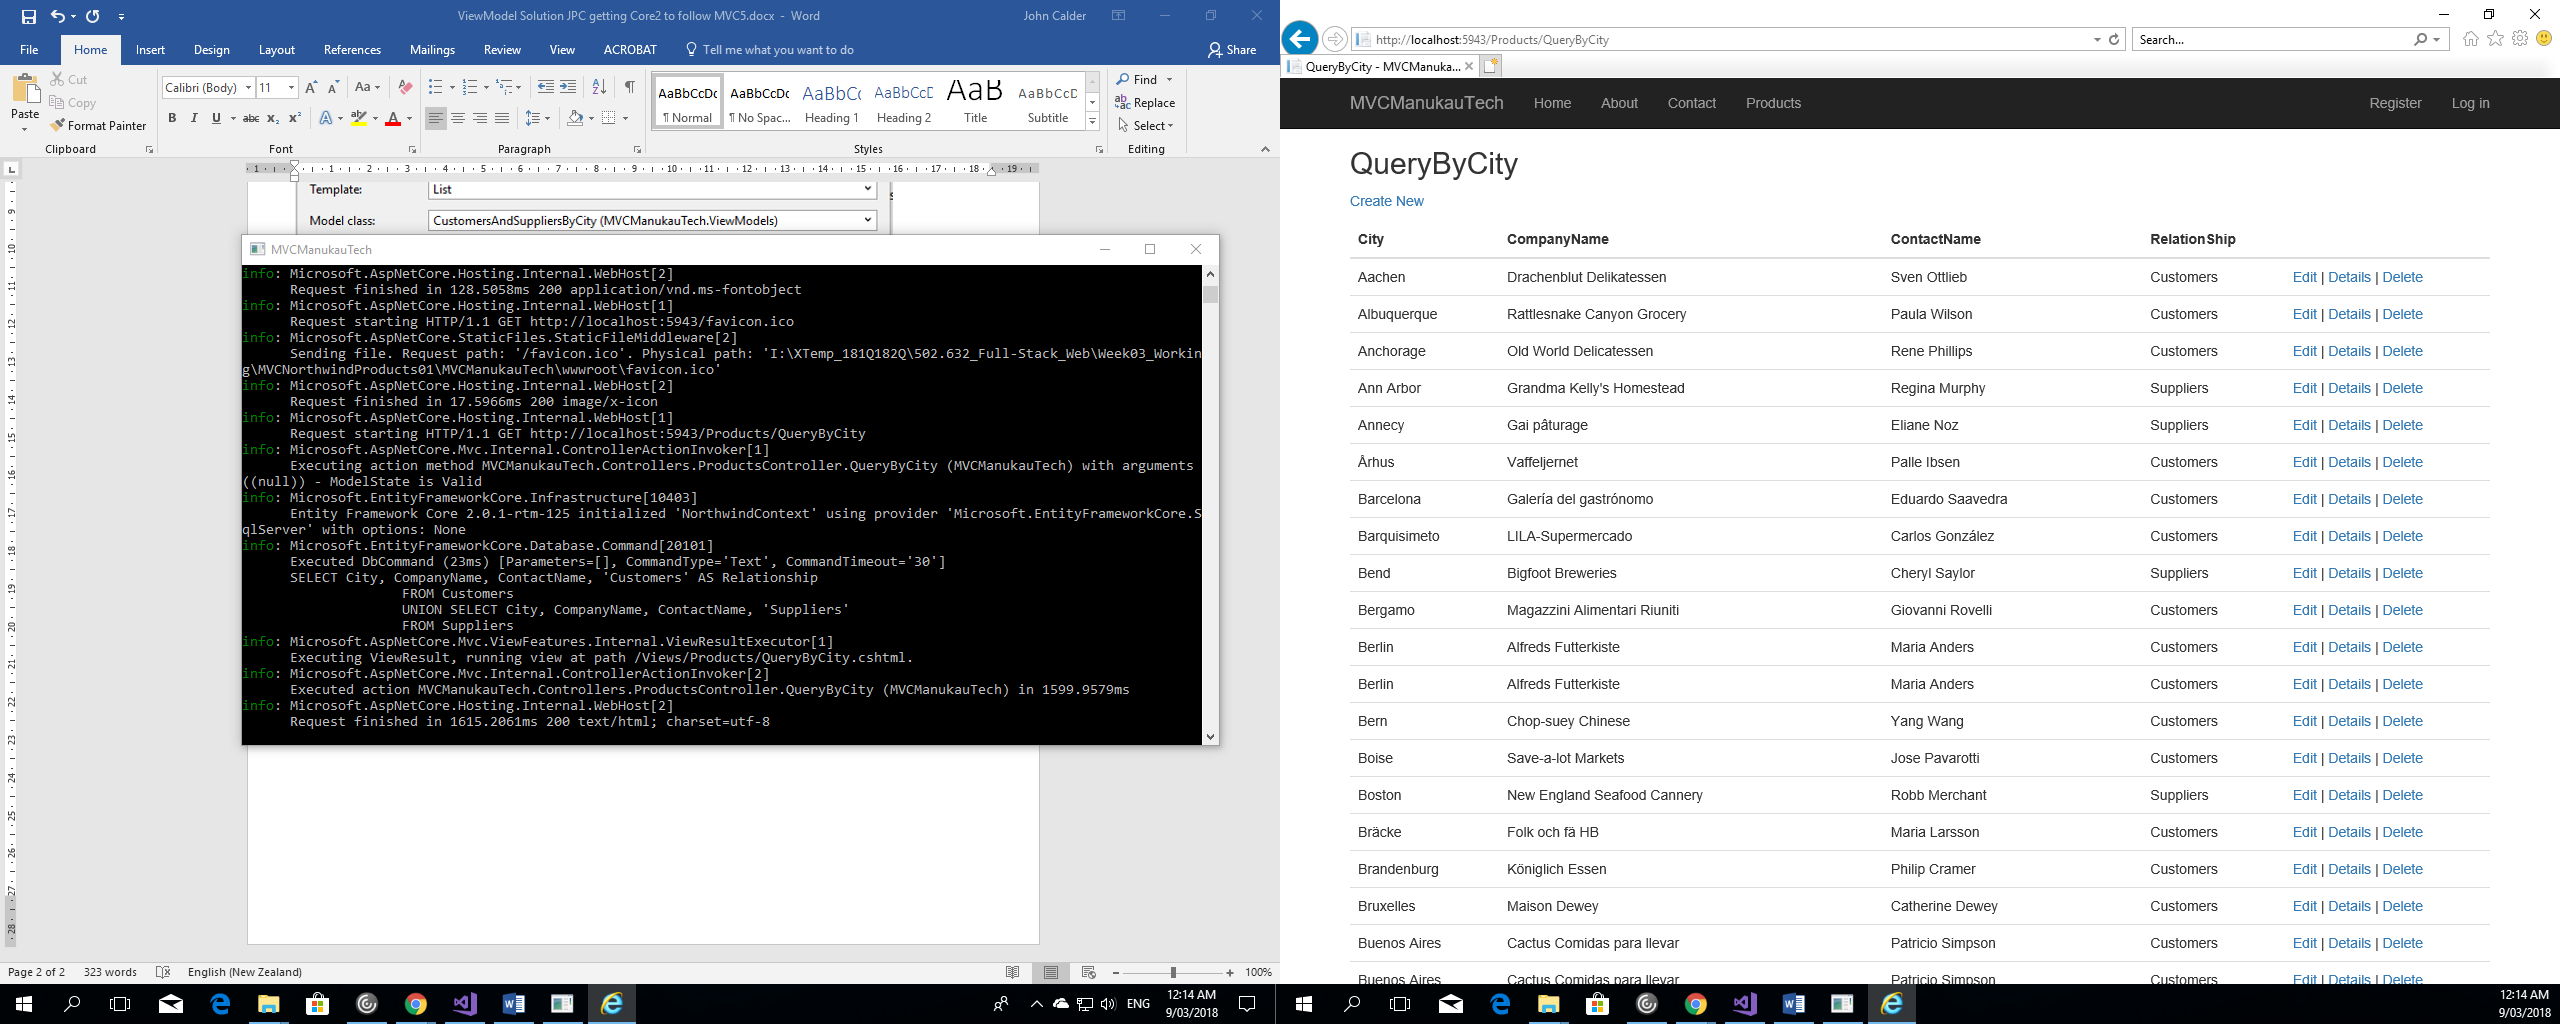 ViewModel Solution JPC getting Core2 to follow MVC5.docx - Word
John Calder
File Home Insert Design Layout References Mailings Review View ACROBAT Tell me what you want to do Share
Paste
Cut
Copy
Format Painter
Clipboard
Calibri (Body) 11
Font
Paragraph
AaBbCcDc AaBbCcDc AaBbCc AaBbCcD AaB AaBbCcD
¶ Normal ¶ No Spac... Heading 1 Heading 2 Title Subtitle
Styles
Find
Replace
Select
Editing
Template: List
Model class: CustomersAndSuppliersByCity (MVCManukauTech.ViewModels)
MVCManukauTech
info: Microsoft.AspNetCore.Hosting.Internal.WebHost[2]
Request finished in 128.5058ms 200 application/vnd.ms-fontobject
info: Microsoft.AspNetCore.Hosting.Internal.WebHost[1]
Request starting HTTP/1.1 GET http://localhost:5943/favicon.ico
info: Microsoft.AspNetCore.StaticFiles.StaticFileMiddleware[2]
Sending file. Request path: '/favicon.ico'. Physical path: 'I:\XTemp_181Q182Q\502.632_Full-Stack_Web\Week03_Workin
g\MVCNorthwindProducts01\MVCManukauTech\wwwroot\favicon.ico'
info: Microsoft.AspNetCore.Hosting.Internal.WebHost[2]
Request finished in 17.5966ms 200 image/x-icon
info: Microsoft.AspNetCore.Hosting.Internal.WebHost[1]
Request starting HTTP/1.1 GET http://localhost:5943/Products/QueryByCity
info: Microsoft.AspNetCore.Mvc.Internal.ControllerActionInvoker[1]
Executing action method MVCManukauTech.Controllers.ProductsController.QueryByCity (MVCManukauTech) with arguments
((null)) - ModelState is Valid
info: Microsoft.EntityFrameworkCore.Infrastructure[10403]
Entity Framework Core 2.0.1-rtm-125 initialized 'NorthwindContext' using provider 'Microsoft.EntityFrameworkCore.S
qlServer' with options: None
info: Microsoft.EntityFrameworkCore.Database.Command[20101]
Executed DbCommand (23ms) [Parameters=[], CommandType='Text', CommandTimeout='30']
SELECT City, CompanyName, ContactName, 'Customers' AS Relationship
FROM Customers
UNION SELECT City, CompanyName, ContactName, 'Suppliers'
FROM Suppliers
info: Microsoft.AspNetCore.Mvc.ViewFeatures.Internal.ViewResultExecutor[1]
Executing ViewResult, running view at path /Views/Products/QueryByCity.cshtml.
info: Microsoft.AspNetCore.Mvc.Internal.ControllerActionInvoker[2]
Executed action MVCManukauTech.Controllers.ProductsController.QueryByCity (MVCManukauTech) in 1599.9579ms
info: Microsoft.AspNetCore.Hosting.Internal.WebHost[2]
Request finished in 1615.2061ms 200 text/html; charset=utf-8
Page 2 of 2 323 words English (New Zealand) 100%
ENG 12:14 AM
9/03/2018
http://localhost:5943/Products/QueryByCity Search...
QueryByCity - MVCManuka...
MVCManukauTech Home About Contact Products Register Log in
QueryByCity
Create New
City CompanyName ContactName RelationShip
Aachen Drachenblut Delikatessen Sven Ottlieb Customers Edit | Details | Delete
Albuquerque Rattlesnake Canyon Grocery Paula Wilson Customers Edit | Details | Delete
Anchorage Old World Delicatessen Rene Phillips Customers Edit | Details | Delete
Ann Arbor Grandma Kelly's Homestead Regina Murphy Suppliers Edit | Details | Delete
Annecy Gai pâturage Eliane Noz Suppliers Edit | Details | Delete
Århus Vaffeljernet Palle Ibsen Customers Edit | Details | Delete
Barcelona Galería del gastrónomo Eduardo Saavedra Customers Edit | Details | Delete
Barquisimeto LILA-Supermercado Carlos González Customers Edit | Details | Delete
Bend Bigfoot Breweries Cheryl Saylor Suppliers Edit | Details | Delete
Bergamo Magazzini Alimentari Riuniti Giovanni Rovelli Customers Edit | Details | Delete
Berlin Alfreds Futterkiste Maria Anders Customers Edit | Details | Delete
Berlin Alfreds Futterkiste Maria Anders Customers Edit | Details | Delete
Bern Chop-suey Chinese Yang Wang Customers Edit | Details | Delete
Boise Save-a-lot Markets Jose Pavarotti Customers Edit | Details | Delete
Boston New England Seafood Cannery Robb Merchant Suppliers Edit | Details | Delete
Bräcke Folk och fä HB Maria Larsson Customers Edit | Details | Delete
Brandenburg Königlich Essen Philip Cramer Customers Edit | Details | Delete
Bruxelles Maison Dewey Catherine Dewey Customers Edit | Details | Delete
Buenos Aires Cactus Comidas para llevar Patricio Simpson Customers Edit | Details | Delete
Buenos Aires Cactus Comidas para llevar Patricio Simpson Customers Edit | Details | Delete
12:14 AM
9/03/2018